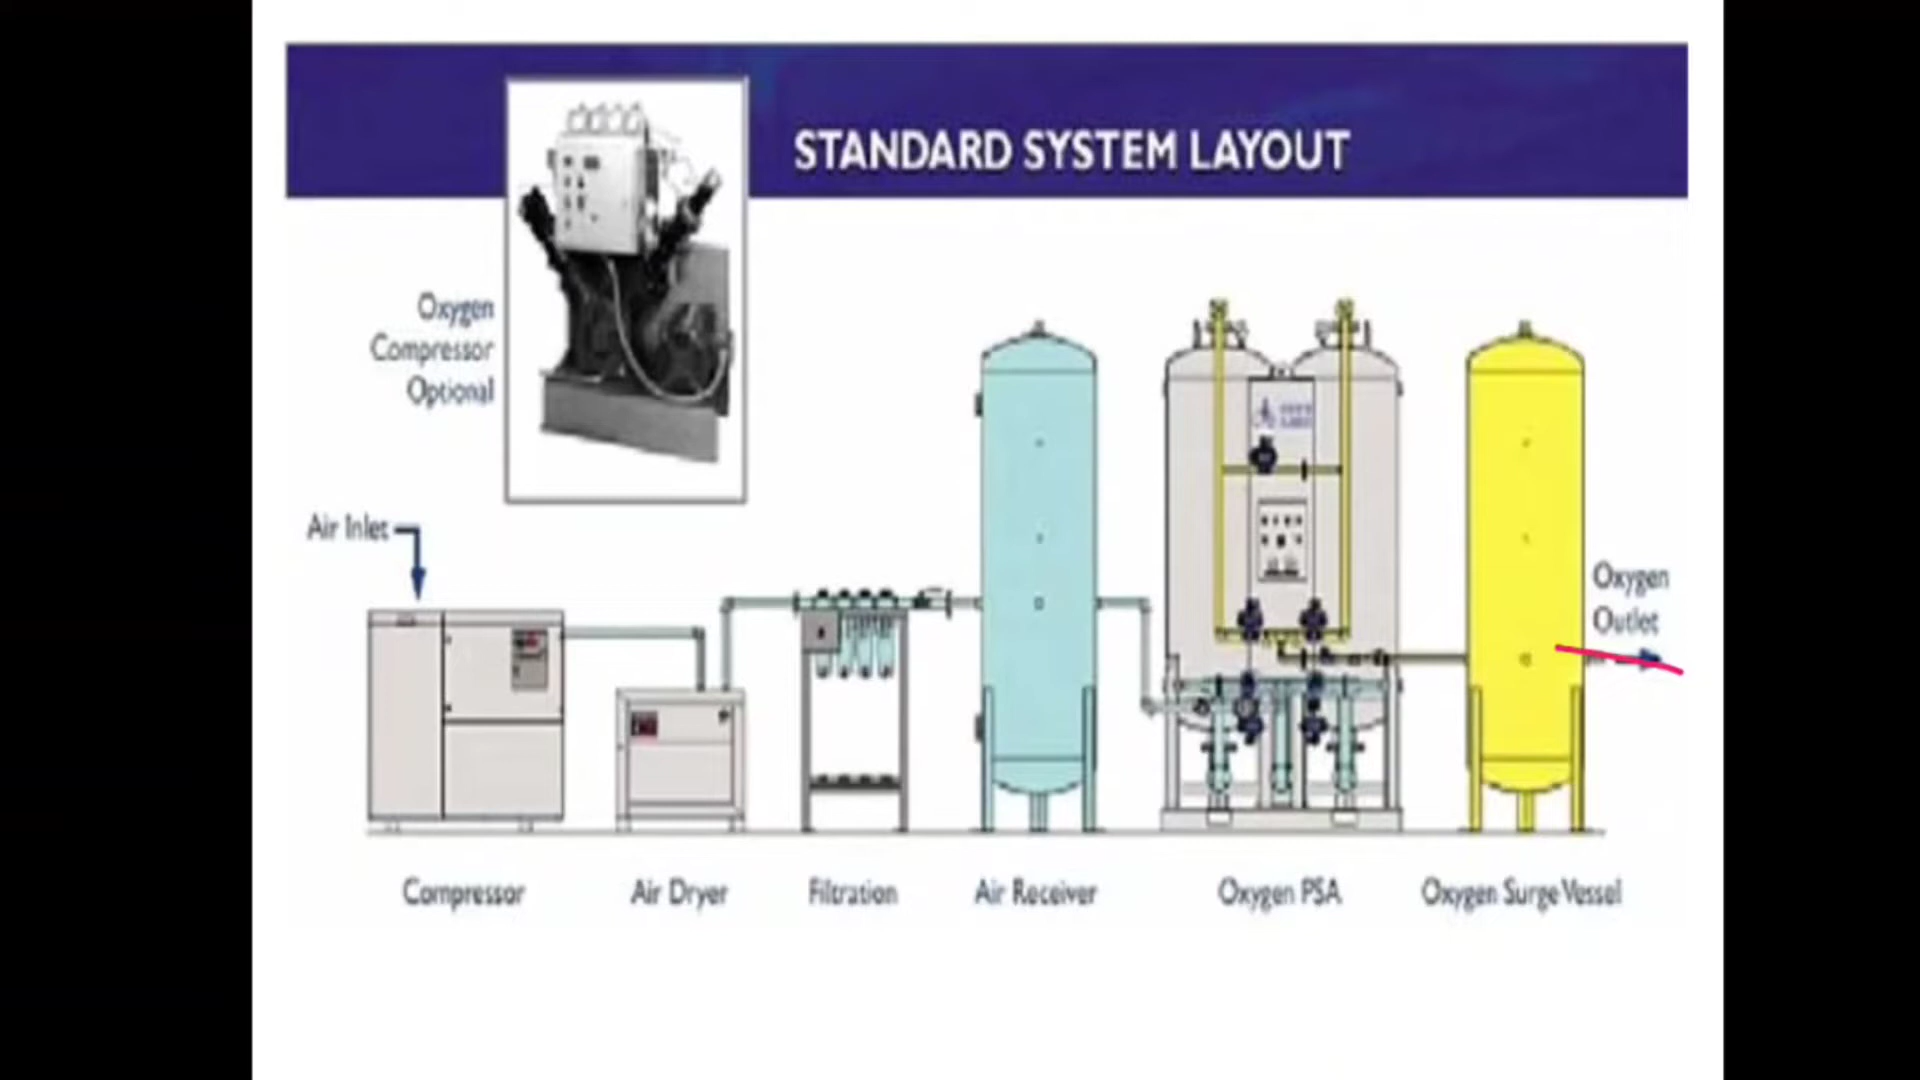 STANDARD SYSTEM LAYOUT
Oxygen
Compressor
Optional
Air Inlet
Oxygen
Outlet
Compressor
Air Dryer
Filtration
Air Receiver
Oxygen PSA
Oxygen Surge Vessel